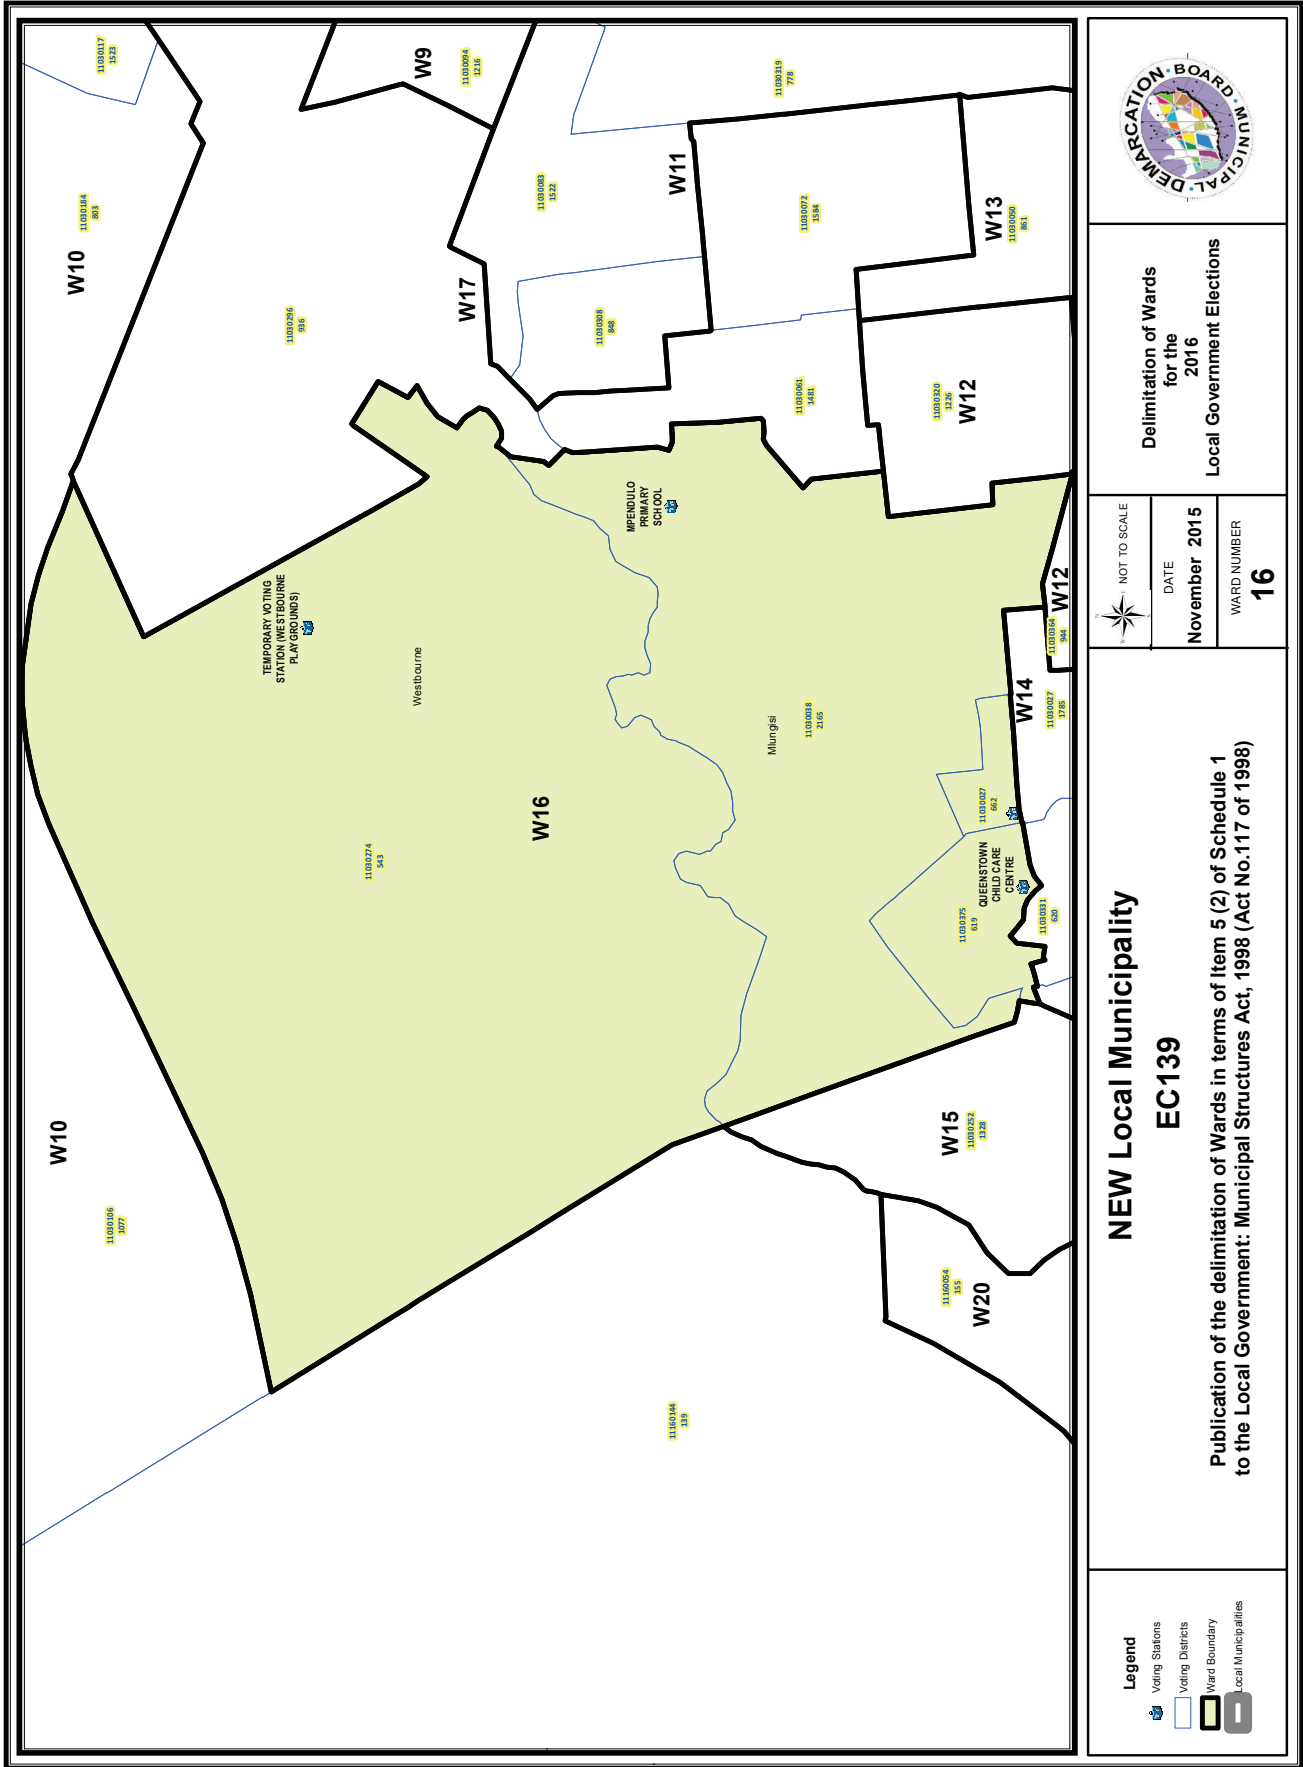 W10
11030106
1077
W10
11030184
803
11030117
1523
11030296
936
W9
11030094
1216
TEMPORARY VOTING
STATION (WESTBOURNE
PLAYGROUNDS)
Westbourne
11030274
543
W16
W17
11030083
1522
11030308
848
W11
11030319
778
MPENDULO
PRIMARY
SCHOOL
Mlungisi
11030038
2165
11030061
1481
11030072
1584
W13
11030050
861
11030320
1226
W12
11160144
139
W15
11030252
1328
11160054
155
W20
11030375
619
QUEENSTOWN
CHILD CARE
CENTRE
11030027
662
W14
11030027
1785
11030331
620
11030364
944
W12
Legend
Voting Stations
Voting Districts
Ward Boundary
Local Municipalities
NEW Local Municipality
EC139
Publication of the delimitation of Wards in terms of Item 5 (2) of Schedule 1
to the Local Government: Municipal Structures Act, 1998 (Act No.117 of 1998)
NOT TO SCALE
DATE
November 2015
WARD NUMBER
16
Delimitation of Wards
for the
2016
Local Government Elections
MUNICIPAL · DEMARCATION · BOARD ·